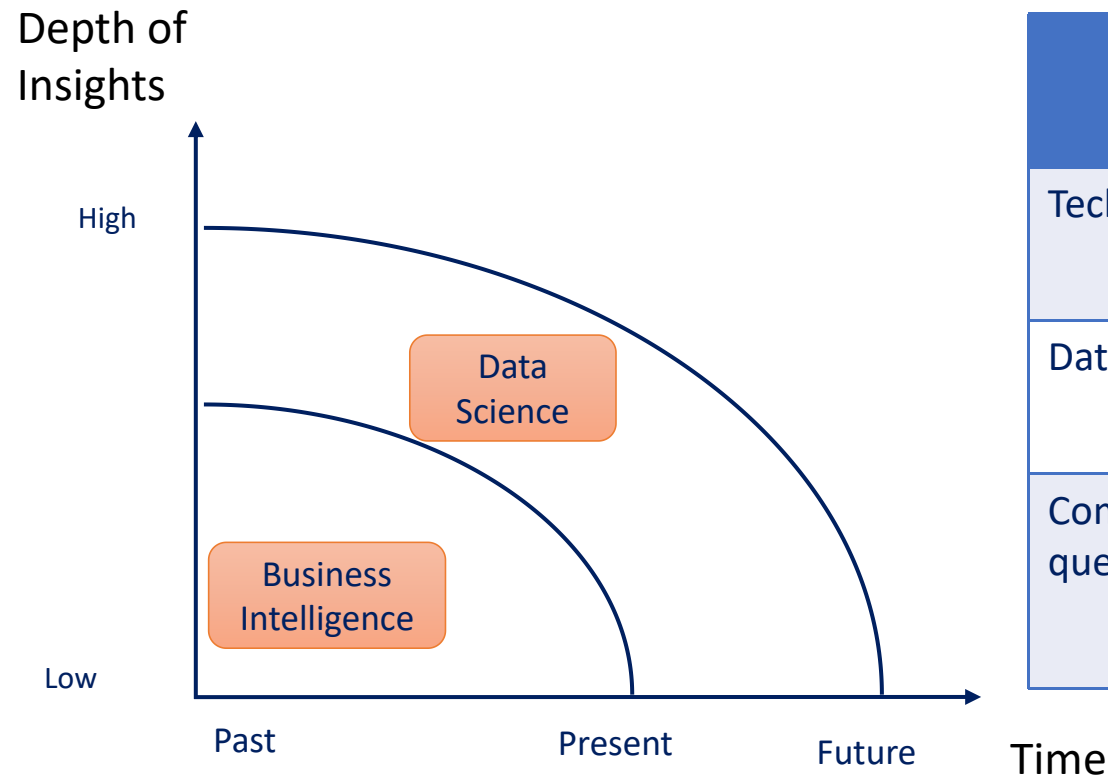 Depth of
Insights
High
Data
Science
Business
Intelligence
Low
Past
Present
Future
Time